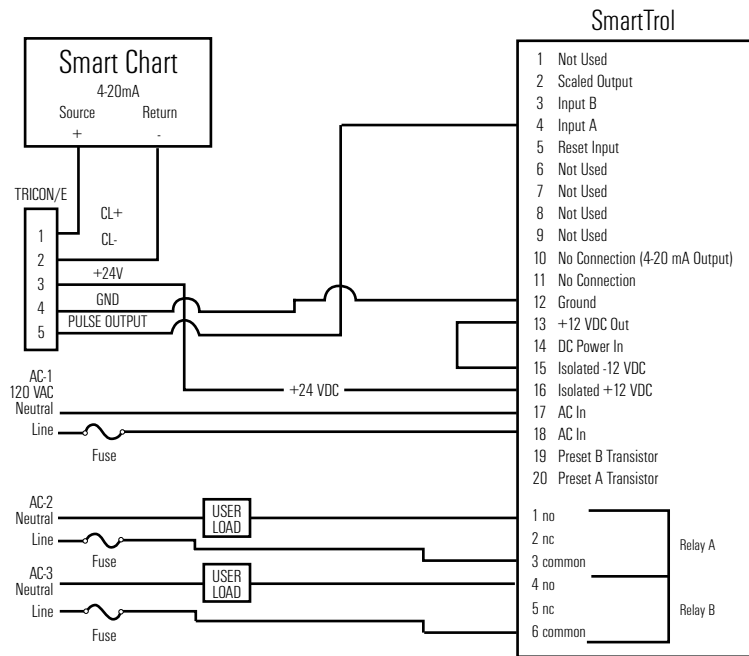 SmartTrol
Smart Chart
4-20mA
Source Return
+ -
TRICON/E
1 CL+
2 CL-
3 +24V
4 GND
5 PULSE OUTPUT
AC-1
120 VAC
Neutral
Line
Fuse
+24 VDC
AC-2
Neutral
Line
Fuse
USER
LOAD
AC-3
Neutral
Line
Fuse
USER
LOAD
1 Not Used
2 Scaled Output
3 Input B
4 Input A
5 Reset Input
6 Not Used
7 Not Used
8 Not Used
9 Not Used
10 No Connection (4-20 mA Output)
11 No Connection
12 Ground
13 +12 VDC Out
14 DC Power In
15 Isolated -12 VDC
16 Isolated +12 VDC
17 AC In
18 AC In
19 Preset B Transistor
20 Preset A Transistor
1 no
2 nc
3 common
Relay A
4 no
5 nc
6 common
Relay B